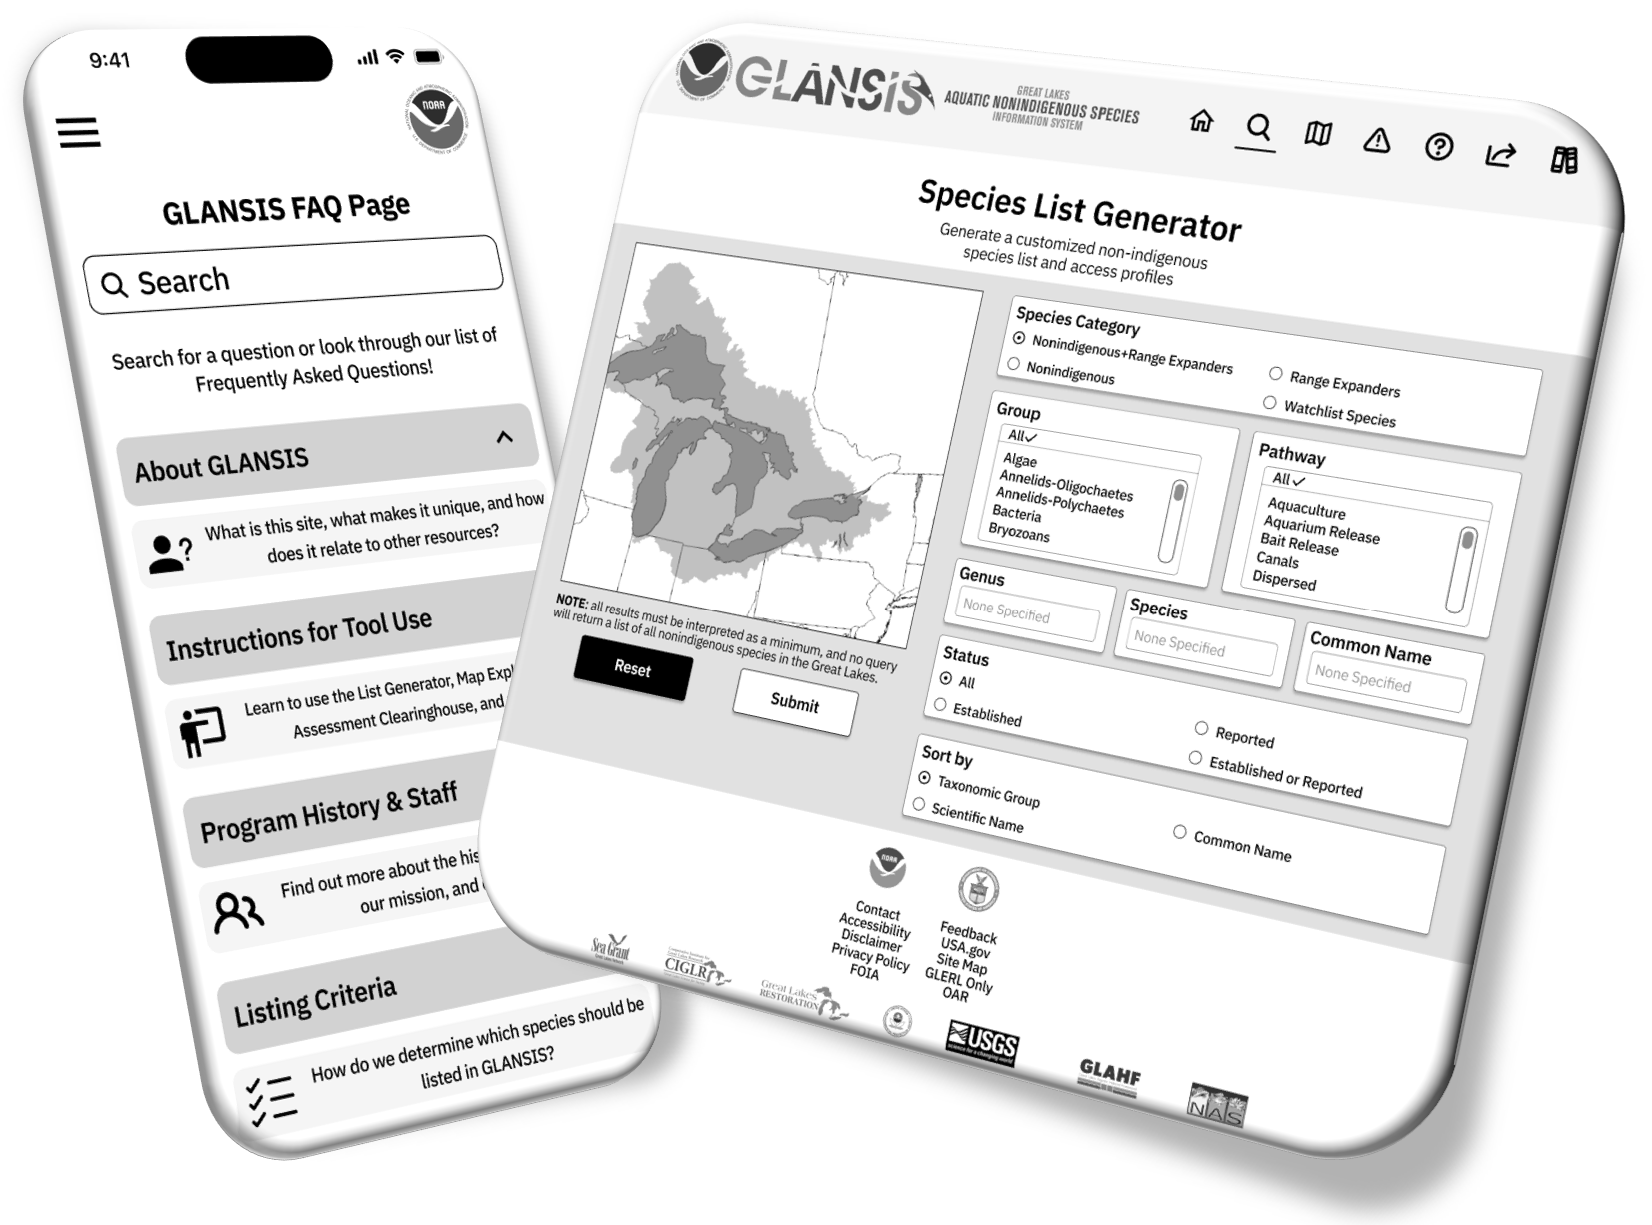 9:41
NOAA
GLANSIS FAQ Page
Search
Search for a question or look through our list of
Frequently Asked Questions!
About GLANSIS
What is this site, what makes it unique, and how
does it relate to other resources?
Instructions for Tool Use
Learn to use the List Generator, Map Expl
Assessment Clearinghouse, and
Program History & Staff
Find out more about the his
our mission, and
Listing Criteria
How do we determine which species should be
listed in GLANSIS?
GLANSIS
GREAT LAKES
AQUATIC NONINDIGENOUS SPECIES
INFORMATION SYSTEM
Species List Generator
Generate a customized non-indigenous
species list and access profiles
NOTE: all results must be interpreted as a minimum, and no query
will return a list of all nonindigenous species in the Great Lakes.
Reset
Submit
Species Category
Nonindigenous+Range Expanders
Nonindigenous
Range Expanders
Watchlist Species
Group
All
Algae
Annelids-Oligochaetes
Annelids-Polychaetes
Bacteria
Bryozoans
Pathway
All
Aquaculture
Aquarium Release
Bait Release
Canals
Dispersed
Genus
None Specified
Species
None Specified
Common Name
None Specified
Status
All
Established
Reported
Established or Reported
Sort by
Taxonomic Group
Scientific Name
Common Name
NOAA
Contact
Accessibility
Disclaimer
Privacy Policy
FOIA
Feedback
USA.gov
Site Map
GLERL Only
OAR
Sea Grant
CIGLR
Great Lakes
RESTORATION
USGS
science for a changing world
GLAHF
NAS